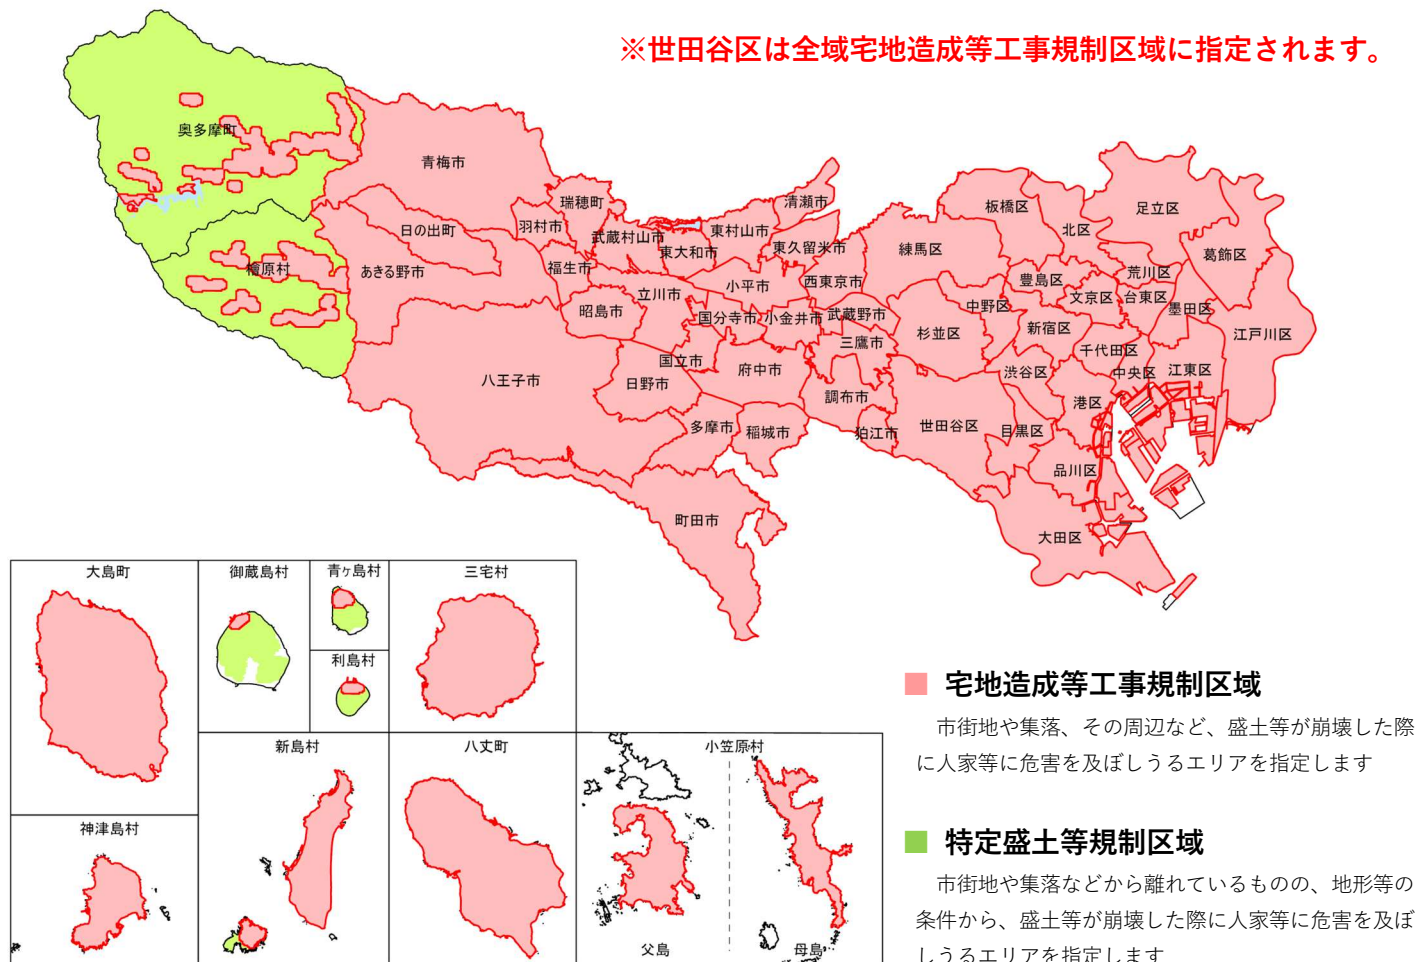 ※世田谷区は全域宅地造成等工事規制区域に指定されます。
奥多摩町
青梅市
瑞穂町
清瀬市
板橋区
足立区
日の出町
羽村市
武蔵村山市
東村山市
北区
東大和市
東久留米市
練馬区
葛飾区
檜原村
あきる野市
福生市
小平市
西東京市
豊島区
荒川区
立川市
文京区
台東区
昭島市
国分寺市
小金井市
武蔵野市
中野区
墨田区
杉並区
新宿区
江戸川区
三鷹市
千代田区
国立市
府中市
渋谷区
中央区
江東区
八王子市
日野市
調布市
港区
多摩市
稲城市
狛江市
世田谷区
目黒区
品川区
町田市
大田区
大島町
御蔵島村
青ヶ島村
三宅村
利島村
新島村
八丈町
小笠原村
神津島村
父島
母島
宅地造成等工事規制区域
市街地や集落、その周辺など、盛土等が崩壊した際
に人家等に危害を及ぼしうるエリアを指定します
特定盛土等規制区域
市街地や集落などから離れているものの、地形等の
条件から、盛土等が崩壊した際に人家等に危害を及ぼ
しうるエリアを指定します